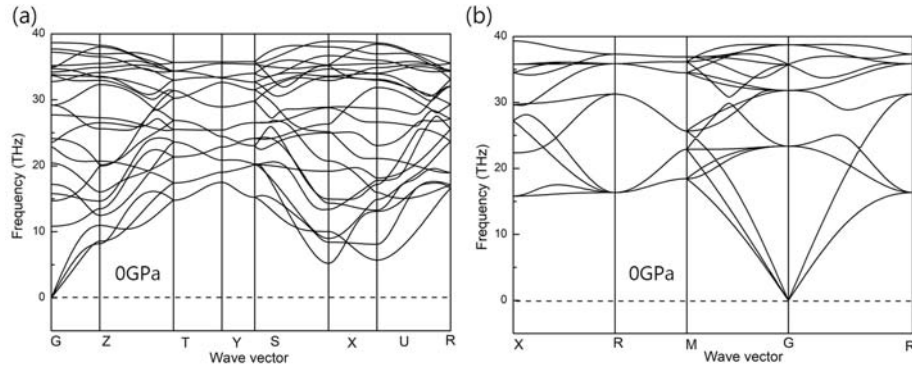 (a)
40
30
20
10
0
Frequency (THz)
0GPa
G Z T Y S X U R
Wave vector
(b)
40
30
20
10
0
Frequency (THz)
0GPa
X R M G R
Wave vector